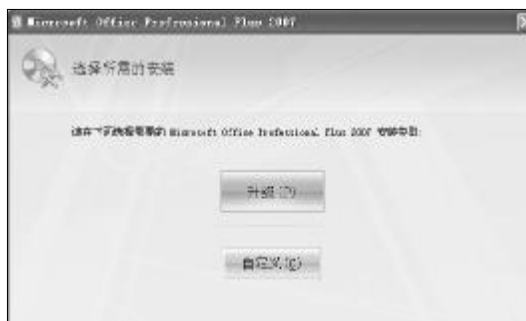 Microsoft Office Professional Plus 2007
选择所需的安装
请在下面选择需要的 Microsoft Office Professional Plus 2007 安装类型:
升级(P)
自定义(U)